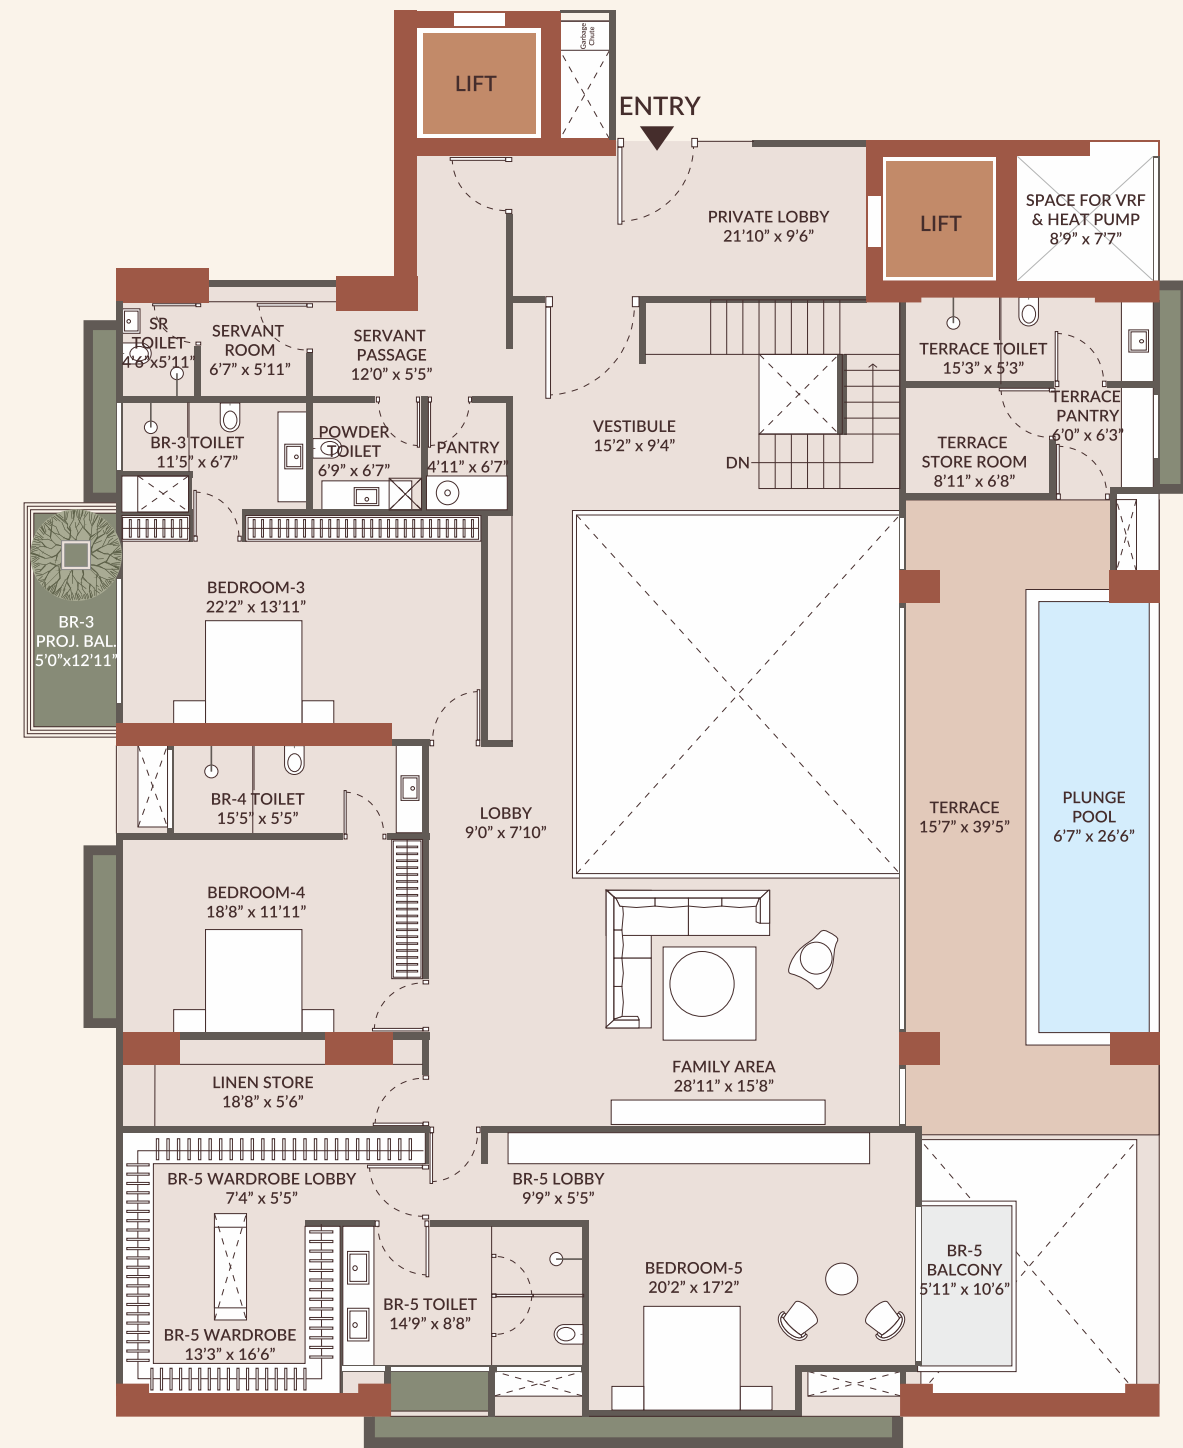 Garbage
Chute
LIFT
ENTRY
PRIVATE LOBBY
21’10” x 9’6”
LIFT
SPACE FOR VRF
& HEAT PUMP
8’9” x 7’7”
SR
TOILET
4’6”x5’11”
SERVANT
ROOM
6’7” x 5’11”
SERVANT
PASSAGE
12’0” x 5’5”
TERRACE TOILET
15’3” x 5’3”
BR-3 TOILET
11’5” x 6’7”
POWDER
TOILET
6’9” x 6’7”
PANTRY
4’11” x 6’7”
VESTIBULE
15’2” x 9’4”
DN
TERRACE
STORE ROOM
8’11” x 6’8”
TERRACE
PANTRY
6’0” x 6’3”
BEDROOM-3
22’2” x 13’11”
BR-3
PROJ. BAL.
5’0”x12’11”
BR-4 TOILET
15’5” x 5’5”
LOBBY
9’0” x 7’10”
TERRACE
15’7” x 39’5”
PLUNGE
POOL
6’7” x 26’6”
BEDROOM-4
18’8” x 11’11”
LINEN STORE
18’8” x 5’6”
FAMILY AREA
28’11” x 15’8”
BR-5 WARDROBE LOBBY
7’4” x 5’5”
BR-5 LOBBY
9’9” x 5’5”
BEDROOM-5
20’2” x 17’2”
BR-5
BALCONY
5’11” x 10’6”
BR-5 TOILET
14’9” x 8’8”
BR-5 WARDROBE
13’3” x 16’6”